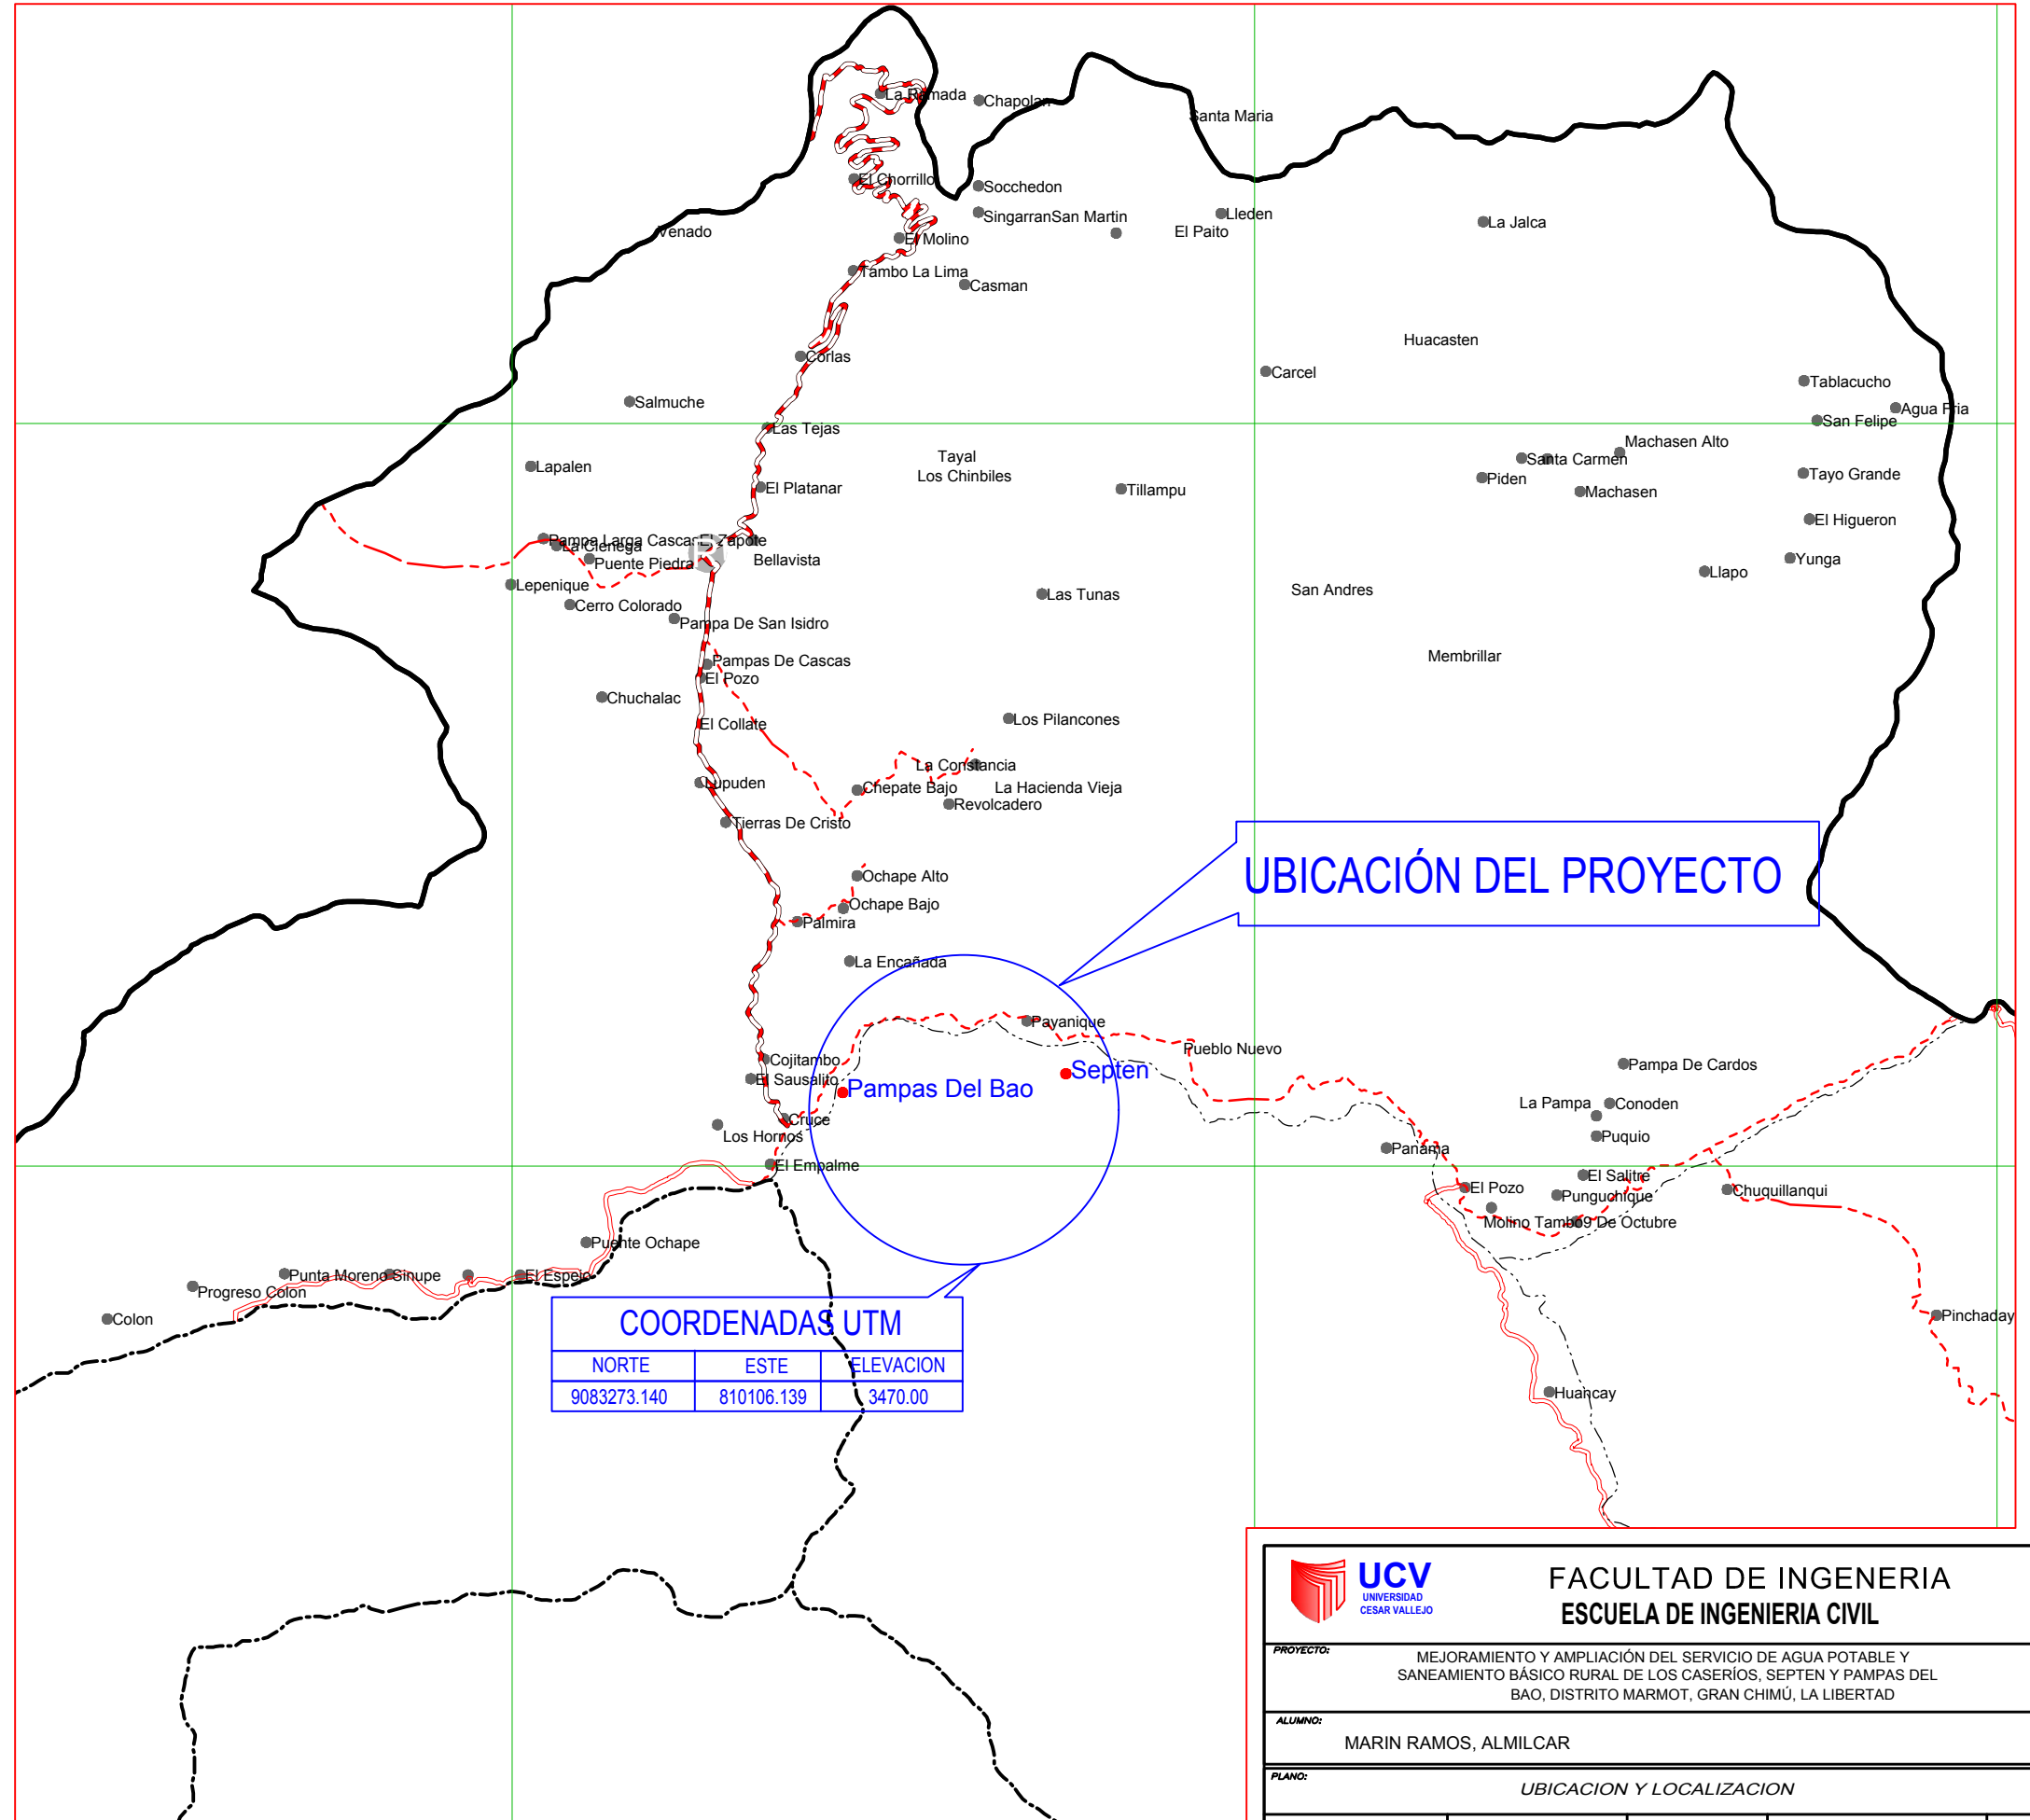 La Ramada
Chapolan
Santa Maria
El Chorrillo
Socchedon
Singarran
San Martin
Lleden
La Jalca
Venado
El Molino
El Paito
Tambo La Lima
Casman
Huacasten
Corlas
Carcel
Tablacucho
Salmuche
Agua Fria
San Felipe
Las Tejas
Machasen Alto
Tayal
Los Chinbiles
Santa Carmen
Lapalen
Piden
Tayo Grande
El Platanar
Tillampu
Machasen
El Higueron
Pampa Larga
Cascas
El Zapote
La Cienega
Puente Piedra
Bellavista
Yunga
Llapo
Lepenique
San Andres
Las Tunas
Cerro Colorado
Pampa De San Isidro
Membrillar
Pampas De Cascas
El Pozo
Chuchalac
El Collate
Los Pilancones
La Constancia
Lupuden
Chepate Bajo
La Hacienda Vieja
Revolcadero
Tierras De Cristo
UBICACIÓN DEL PROYECTO
Ochape Alto
Ochape Bajo
Palmira
La Encañada
Payanique
Pueblo Nuevo
Cojitambo
Pampa De Cardos
El Sausalito
Septen
Pampas Del Bao
La Pampa
Conoden
Cruce
Los Hornos
Puquio
Panama
El Empalme
El Salitre
El Pozo
Punguchique
Chuquillanqui
Molino Tambo
9 De Octubre
Puente Ochape
Punta Moreno
Sinupe
El Espejo
Progreso Colon
Colon
Pinchaday
COORDENADAS UTM
NORTE ESTE ELEVACION
9083273.140 810106.139 3470.00
Huancay
UCV
UNIVERSIDAD
CESAR VALLEJO
FACULTAD DE INGENERIA
ESCUELA DE INGENIERIA CIVIL
PROYECTO:
MEJORAMIENTO Y AMPLIACIÓN DEL SERVICIO DE AGUA POTABLE Y
SANEAMIENTO BÁSICO RURAL DE LOS CASERÍOS, SEPTEN Y PAMPAS DEL
BAO, DISTRITO MARMOT, GRAN CHIMÚ, LA LIBERTAD
ALUMNO:
MARIN RAMOS, ALMILCAR
PLANO:
UBICACION Y LOCALIZACION